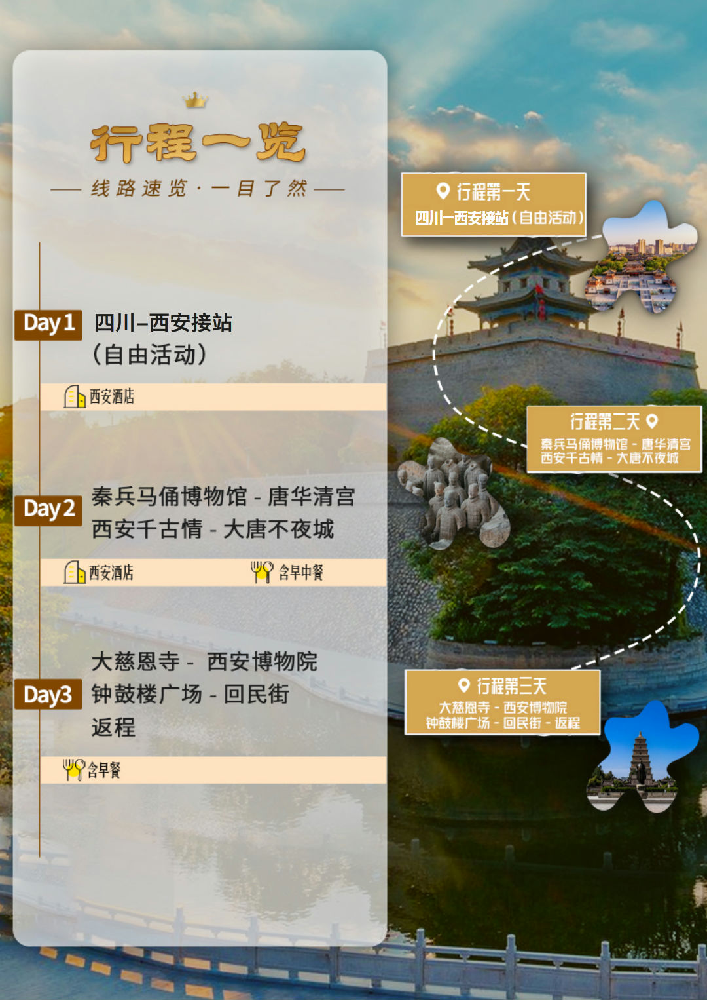 行程一览
线路速览·一目了然
Day 1
四川–西安接站
（自由活动）
西安酒店
Day 2
秦兵马俑博物馆 - 唐华清宫
西安千古情 - 大唐不夜城
西安酒店
含早中餐
Day3
大慈恩寺 - 西安博物院
钟鼓楼广场 - 回民街
返程
含早餐
行程第一天
四川–西安接站（自由活动）
行程第二天
秦兵马俑博物馆 - 唐华清宫
西安千古情 - 大唐不夜城
行程第三天
大慈恩寺 - 西安博物院
钟鼓楼广场 - 回民街 - 返程